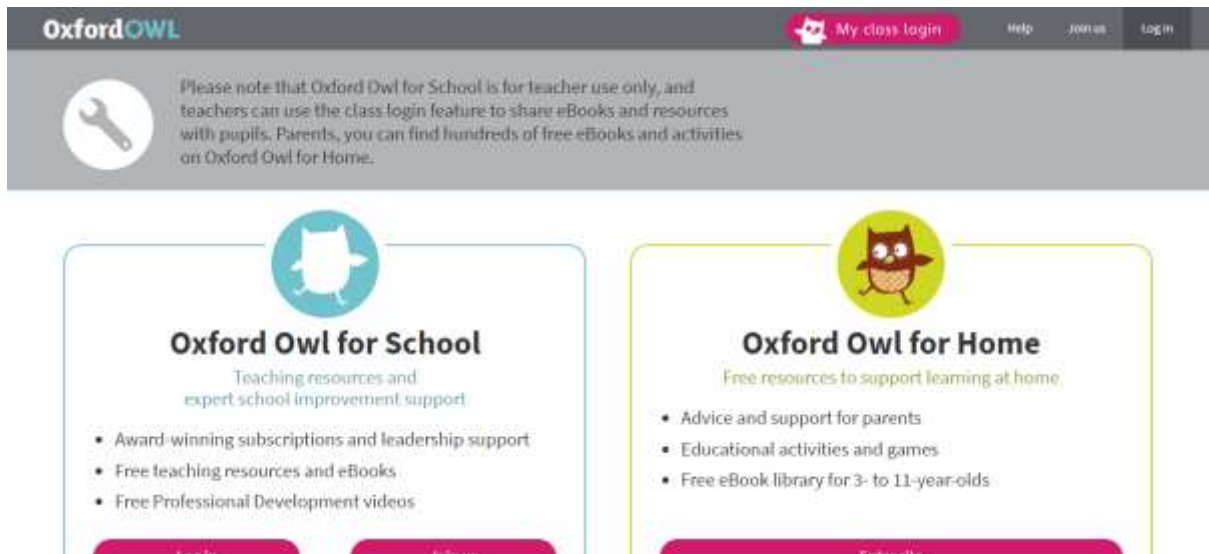 OxfordOWL
My class login
Help
Join us
Log in
Please note that Oxford Owl for School is for teacher use only, and
teachers can use the class login feature to share eBooks and resources
with pupils. Parents, you can find hundreds of free eBooks and activities
on Oxford Owl for Home.
Oxford Owl for School
Teaching resources and
expert school improvement support
• Award-winning subscriptions and leadership support
• Free teaching resources and eBooks
• Free Professional Development videos
Oxford Owl for Home
Free resources to support learning at home
• Advice and support for parents
• Educational activities and games
• Free eBook library for 3- to 11-year-olds